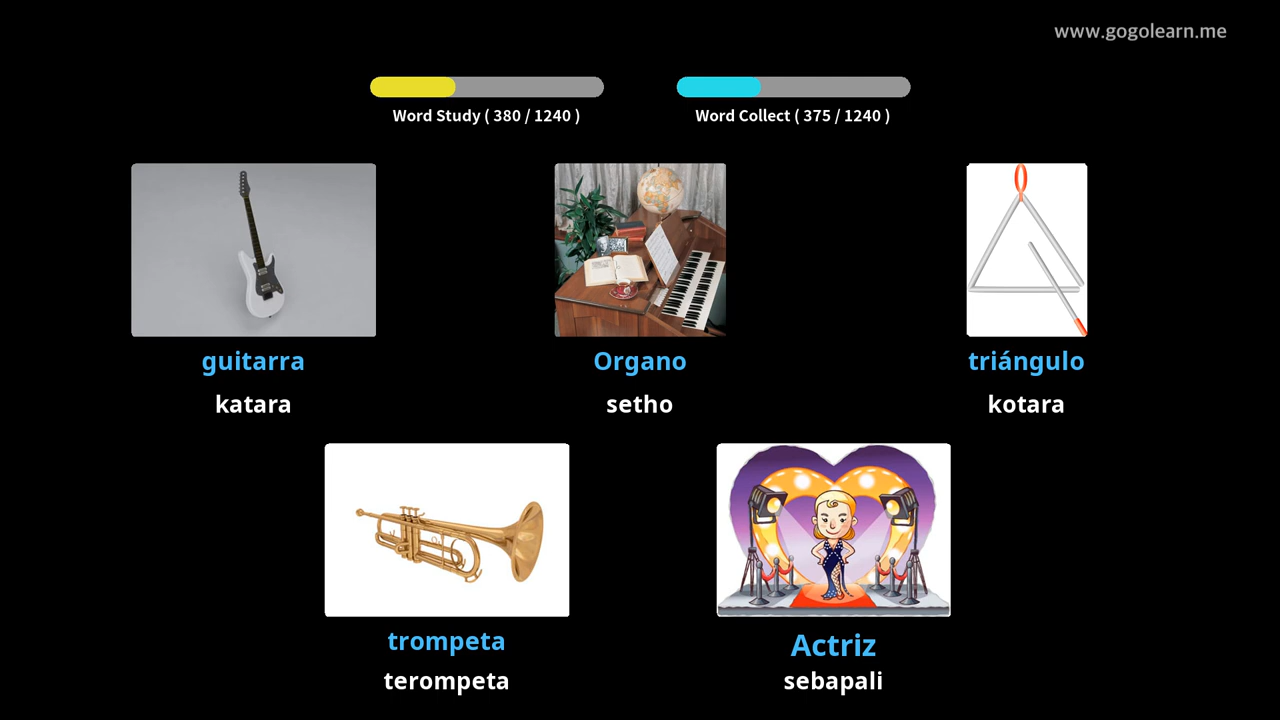 www.gogolearn.me
Word Study ( 380 / 1240 )
Word Collect ( 375 / 1240 )
guitarra
Organo
triángulo
katara
setho
kotara
trompeta
Actriz
terompeta
sebapali